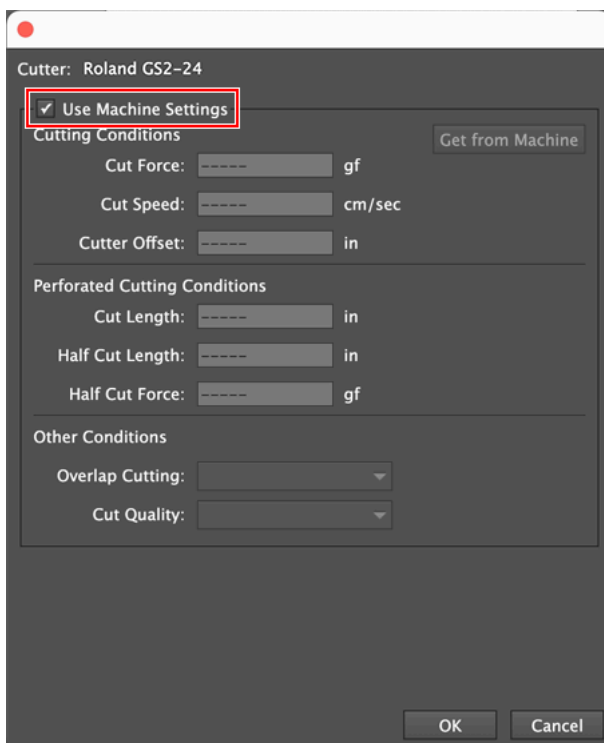 Cutter: Roland GS2-24
Use Machine Settings
Cutting Conditions
Get from Machine
Cut Force: ----- gf
Cut Speed: ----- cm/sec
Cutter Offset: ----- in
Perforated Cutting Conditions
Cut Length: ----- in
Half Cut Length: ----- in
Half Cut Force: ----- gf
Other Conditions
Overlap Cutting:
Cut Quality:
OK Cancel